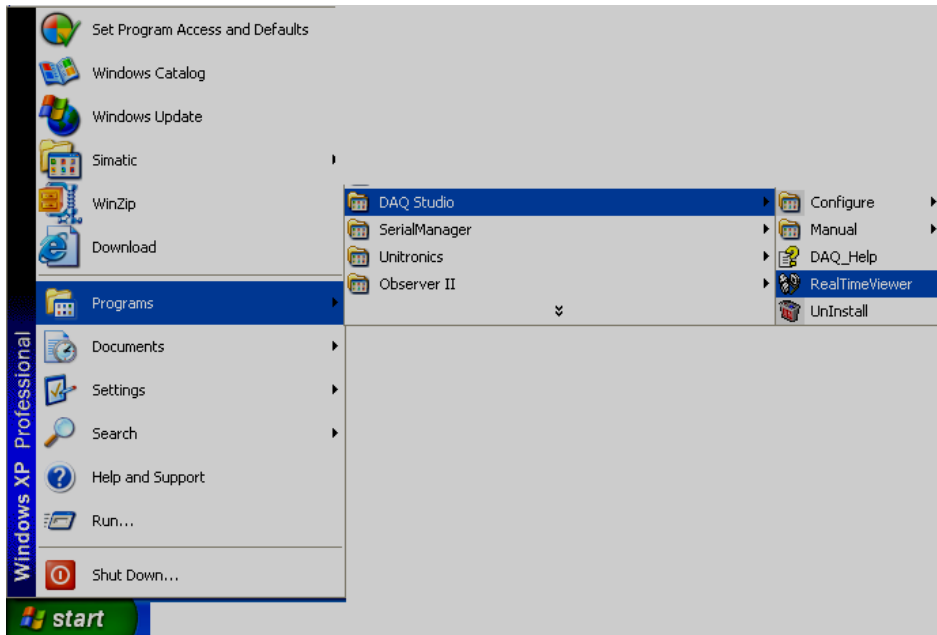 Set Program Access and Defaults
Windows Catalog
Windows Update
Simatic
WinZip
Download
Programs
Documents
Settings
Search
Help and Support
Run...
Shut Down...
Windows XP Professional
start
DAQ Studio
SerialManager
Unitronics
Observer II
Configure
Manual
DAQ_Help
RealTimeViewer
UnInstall